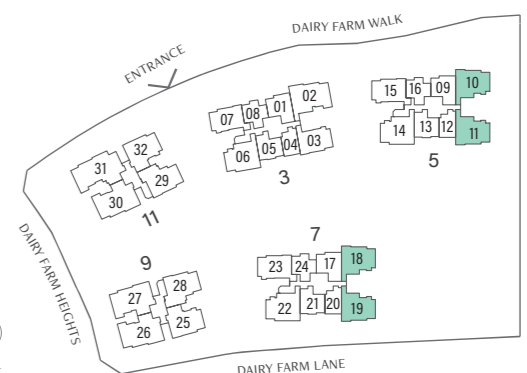 DAIRY FARM WALK
ENTRANCE
10
15 16 09
02
01
07 08
14 13 12 11
5
06 05 04 03
3
32
31
29
30
11
DAIRY FARM HEIGHTS
9
28
27
25
26
7
18
23 24 17
22 21 20 19
DAIRY FARM LANE